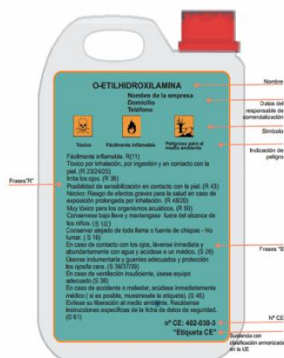 O-ETILHIDROXILAMINA
Nombre
Nombre de la empresa
Domicilio
Teléfono
Datos del
responsable de
comercialización
Símbolo
Tóxico
Fácilmente inflamable
Peligroso para el
medio ambiente
Indicación de
peligro
Frases"R"
Fácilmente inflamable. R(11)
Tóxico por inhalación, por ingestión y en contacto con la
piel. (R 23/24/25)
Irrita los ojos. (R 36)
Posibilidad de sensibilización en contacto con la piel. (R 43)
Nocivo: Riesgo de efectos graves para la salud en caso de
exposición prolongada por inhalación. (R 48/20)
Muy tóxico para los organismos acuáticos. (R 50)
Conservese bajo llave y mantengase fuera del alcance de
los niños. (S 1/2)
Conservar alejado de toda llama o fuente de chispas - No
fumar. (S 16)
En caso de contacto con los ojos, lávense inmediata y
abundantemente con agua y acúdase a un médico. (S 26)
Úsense indumentaria y guantes adecuados y protección
los ojos/la cara. (S 36/37/39)
En caso de ventilación insuficiente, úsese equipo
adecuado (S 38)
En caso de accidente o malestar, acúdase inmediatamente
médico ( si es posible, muestresele la etiqueta). (S 45)
Evítese su liberación al medio ambiente. Recábense
instrucciones específicas de la ficha de datos de seguridad.
(S 61)
Frases "S"
nº CE: 402-030-3
Nº CE
"Etiqueta CE"
Sustancia con
clasificación armonizada
en la UE